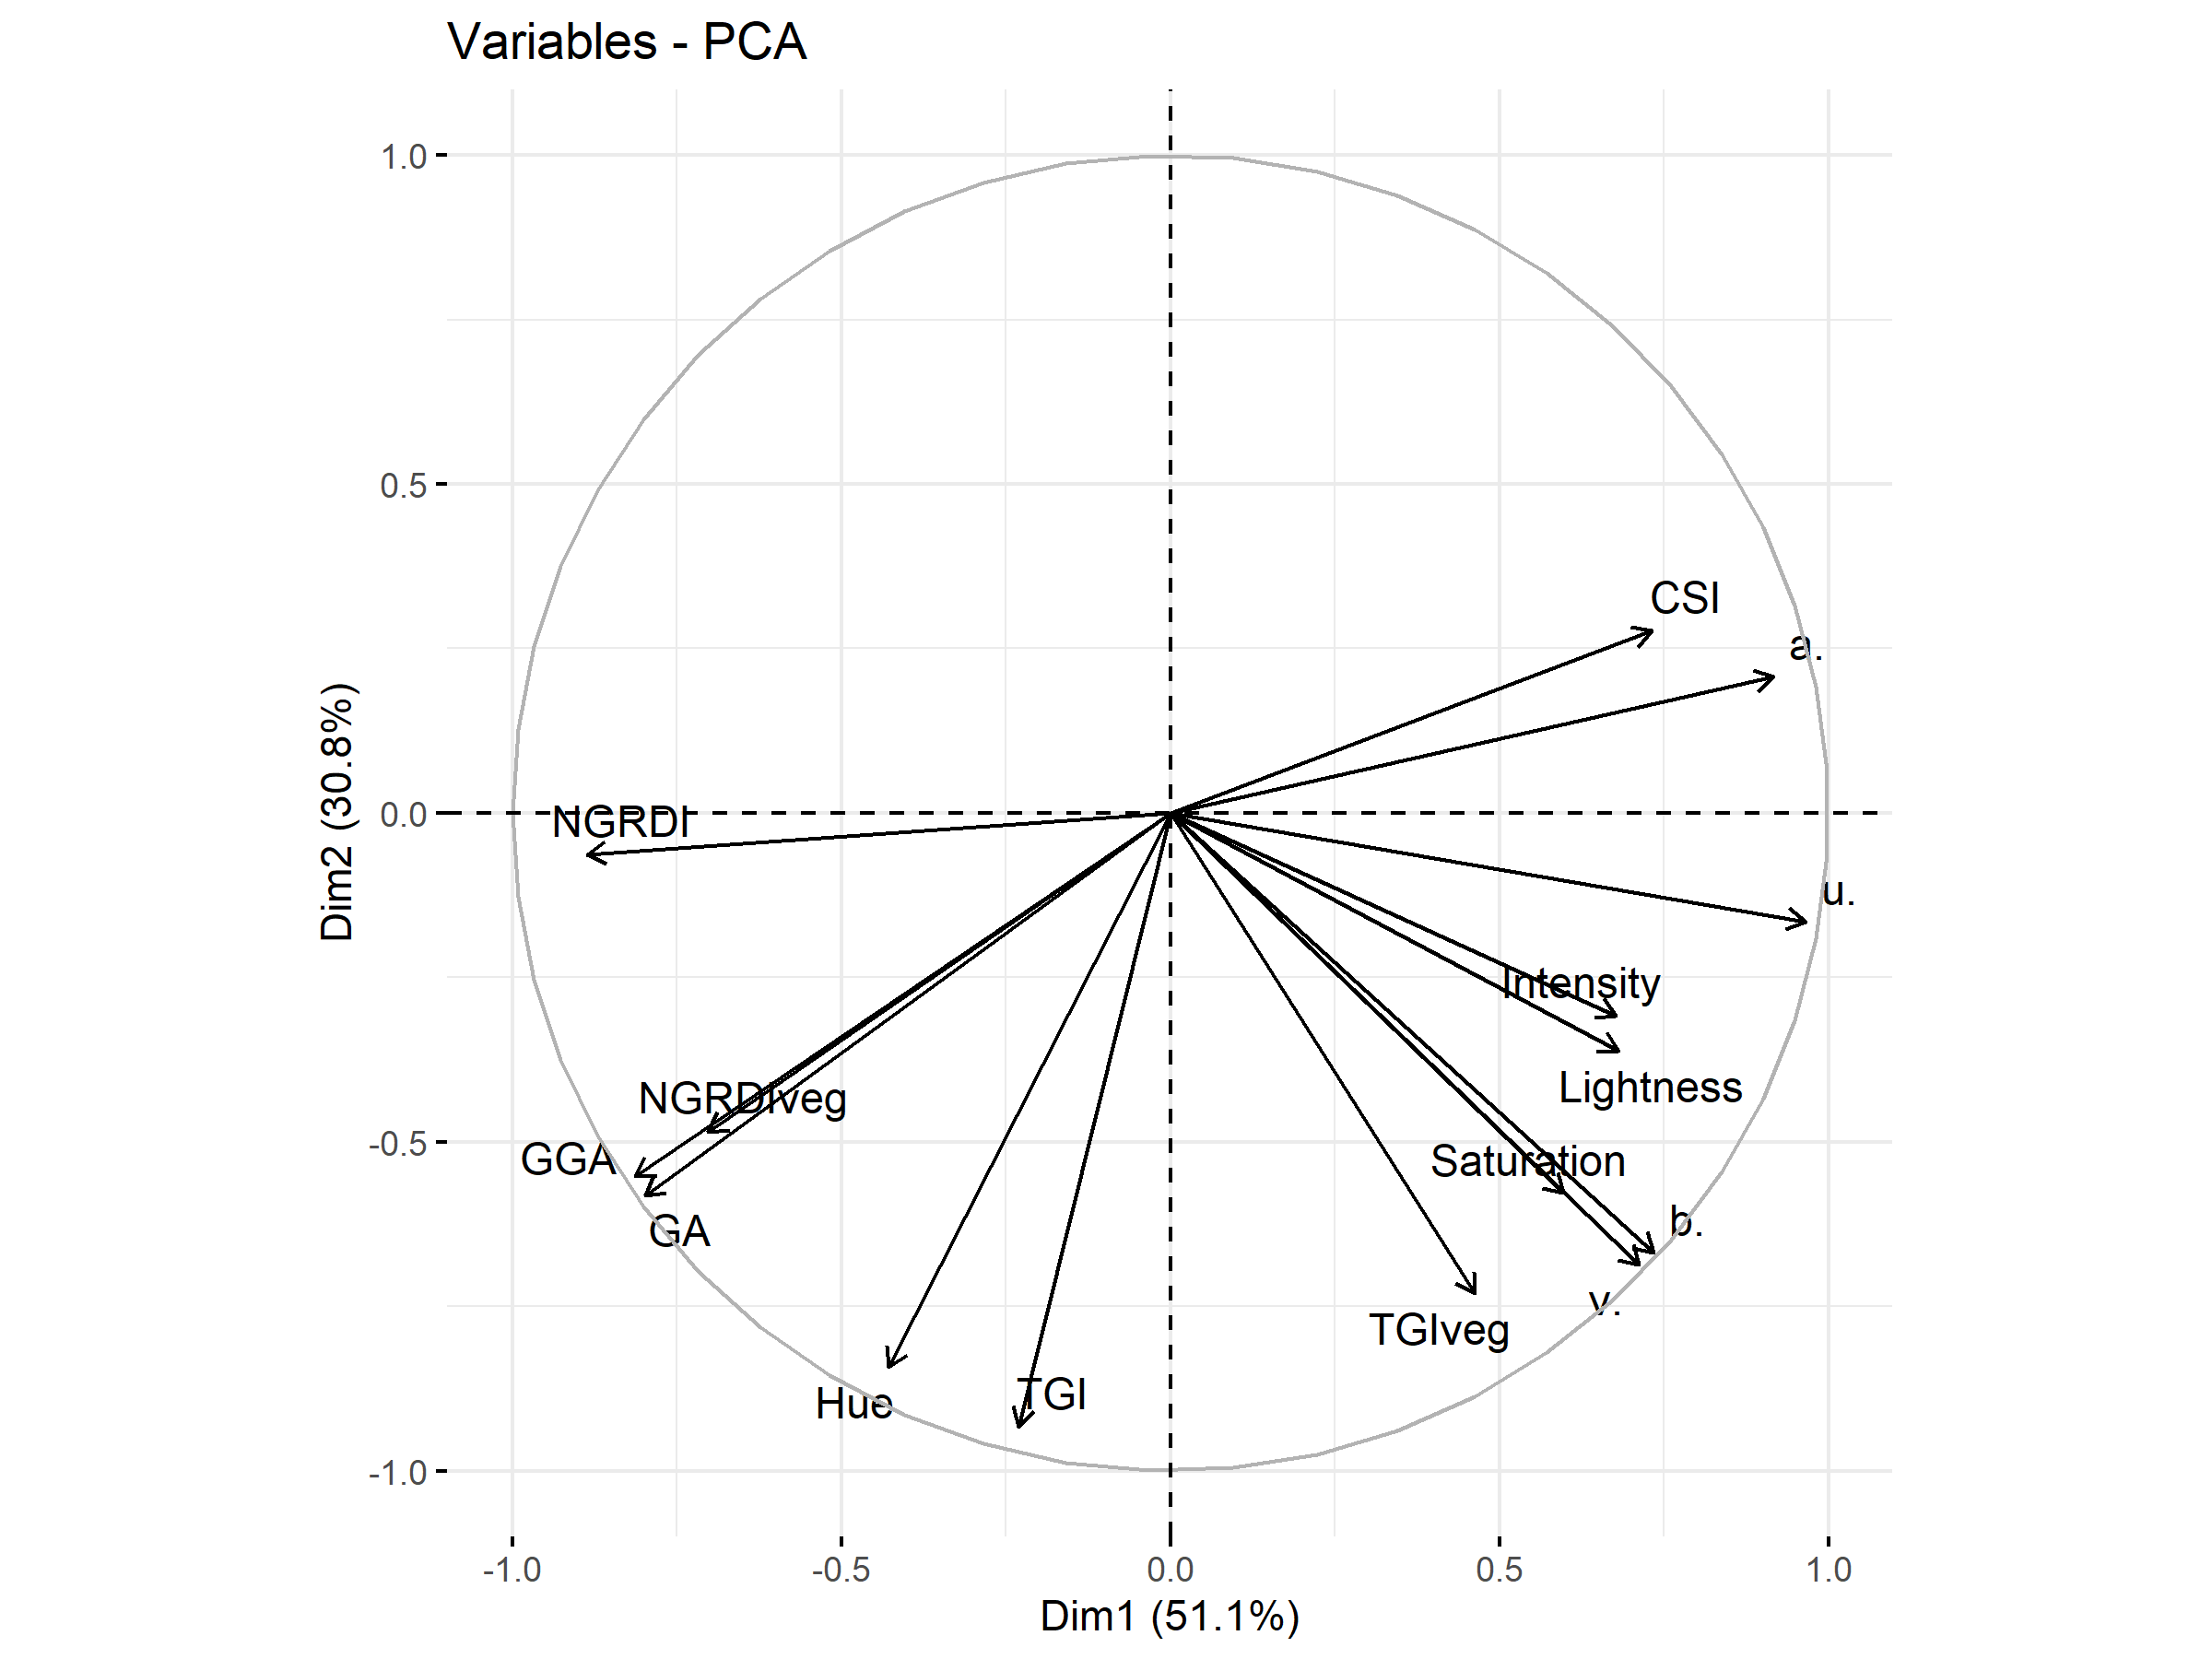 Variables - PCA
1.0
0.5
0.0
-0.5
-1.0
Dim2 (30.8%)
CSI
a.
NGRDI
u.
Intensity
Lightness
NGRDIveg
GGA
Saturation
GA
b.
v.
TGIveg
Hue
TGI
-1.0
-0.5
0.0
0.5
1.0
Dim1 (51.1%)